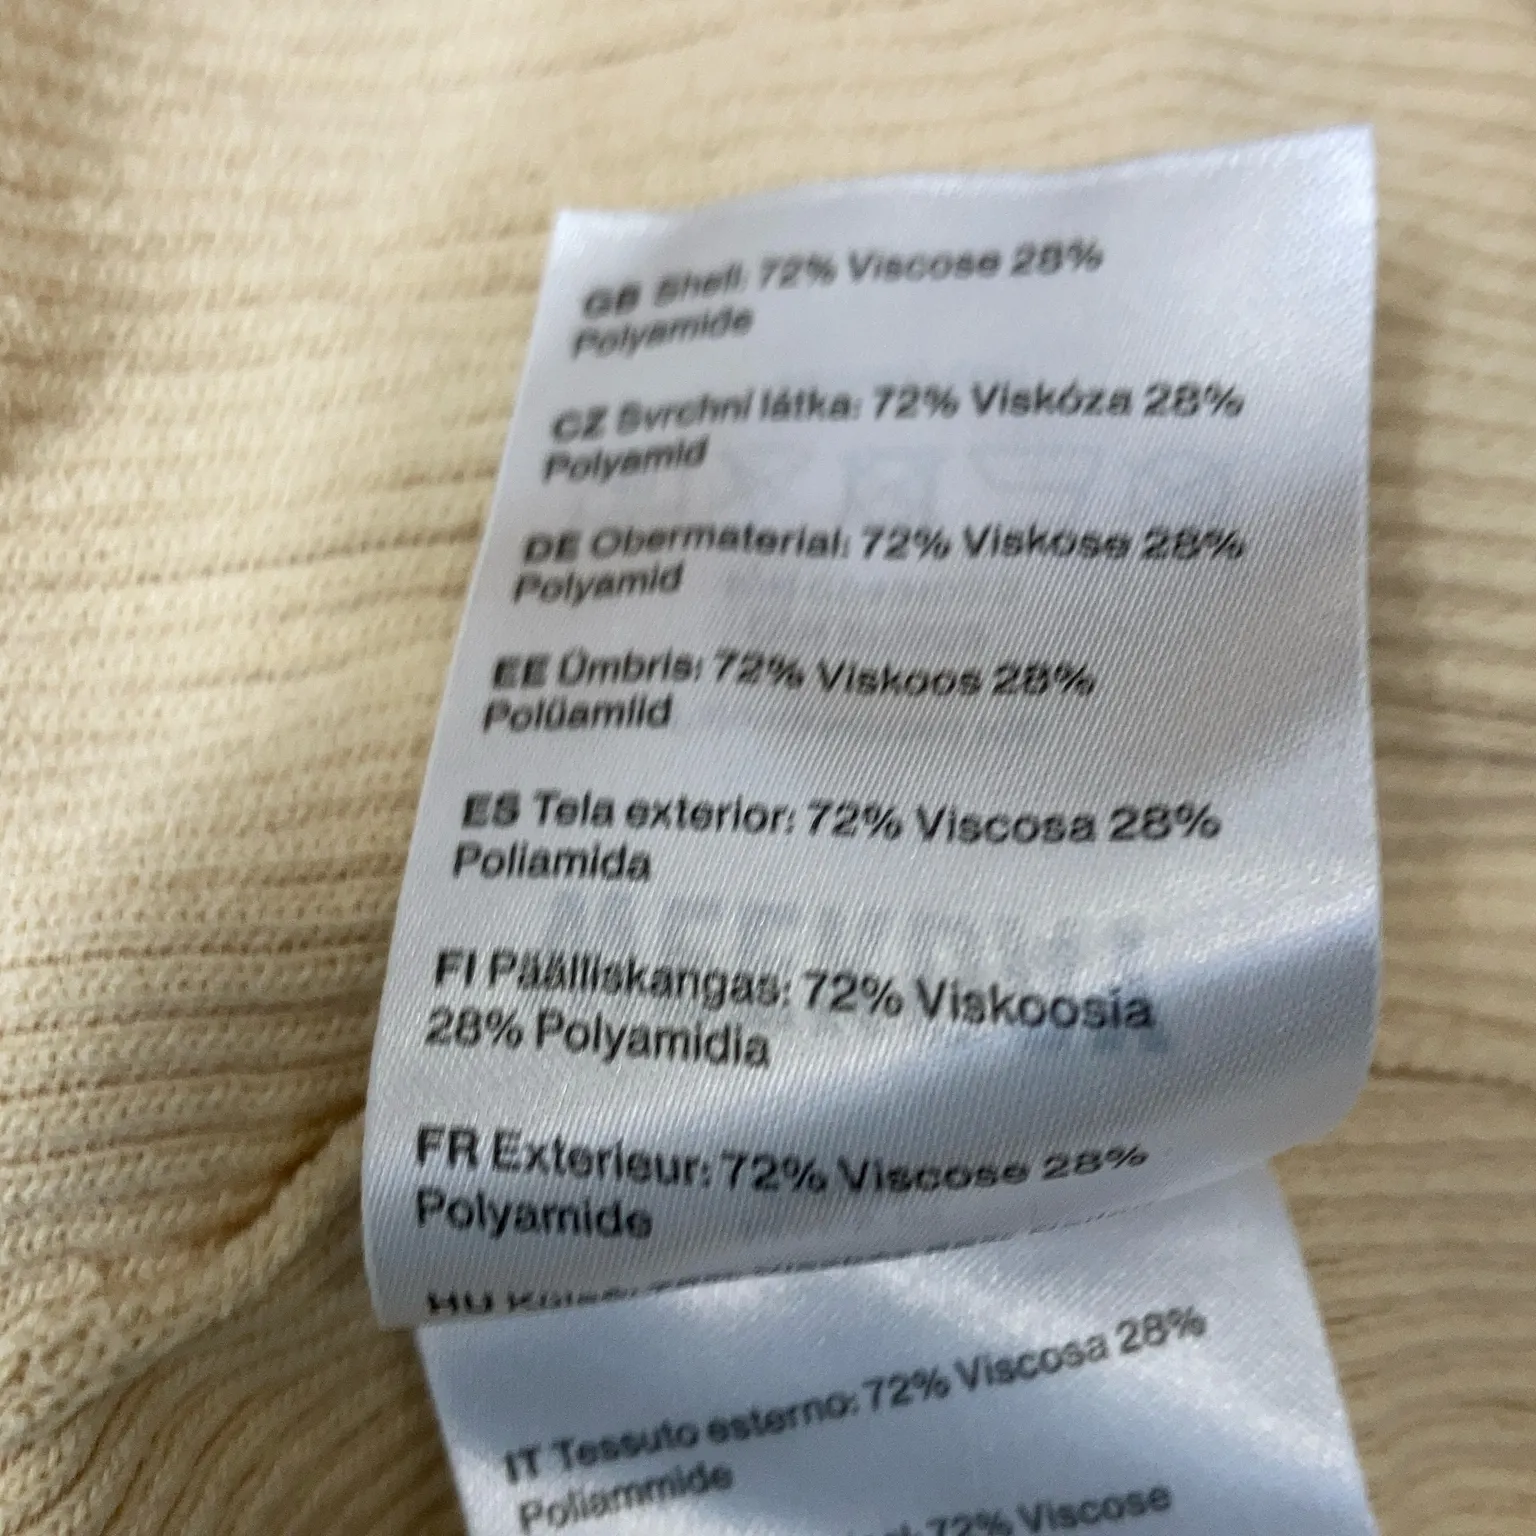 GB Shell: 72% Viscose 28%
Polyamide
CZ Svrchní látka: 72% Viskóza 28%
Polyamid
DE Obermaterial: 72% Viskose 28%
Polyamid
EE Ümbris: 72% Viskoos 28%
Polüamiid
ES Tela exterior: 72% Viscosa 28%
Poliamida
FI Päälliskangas: 72% Viskoosia
28% Polyamidia
FR Exterieur: 72% Viscose 28%
Polyamide
HU
IT Tessuto esterno: 72% Viscosa 28%
Poliammide
72% Viscose